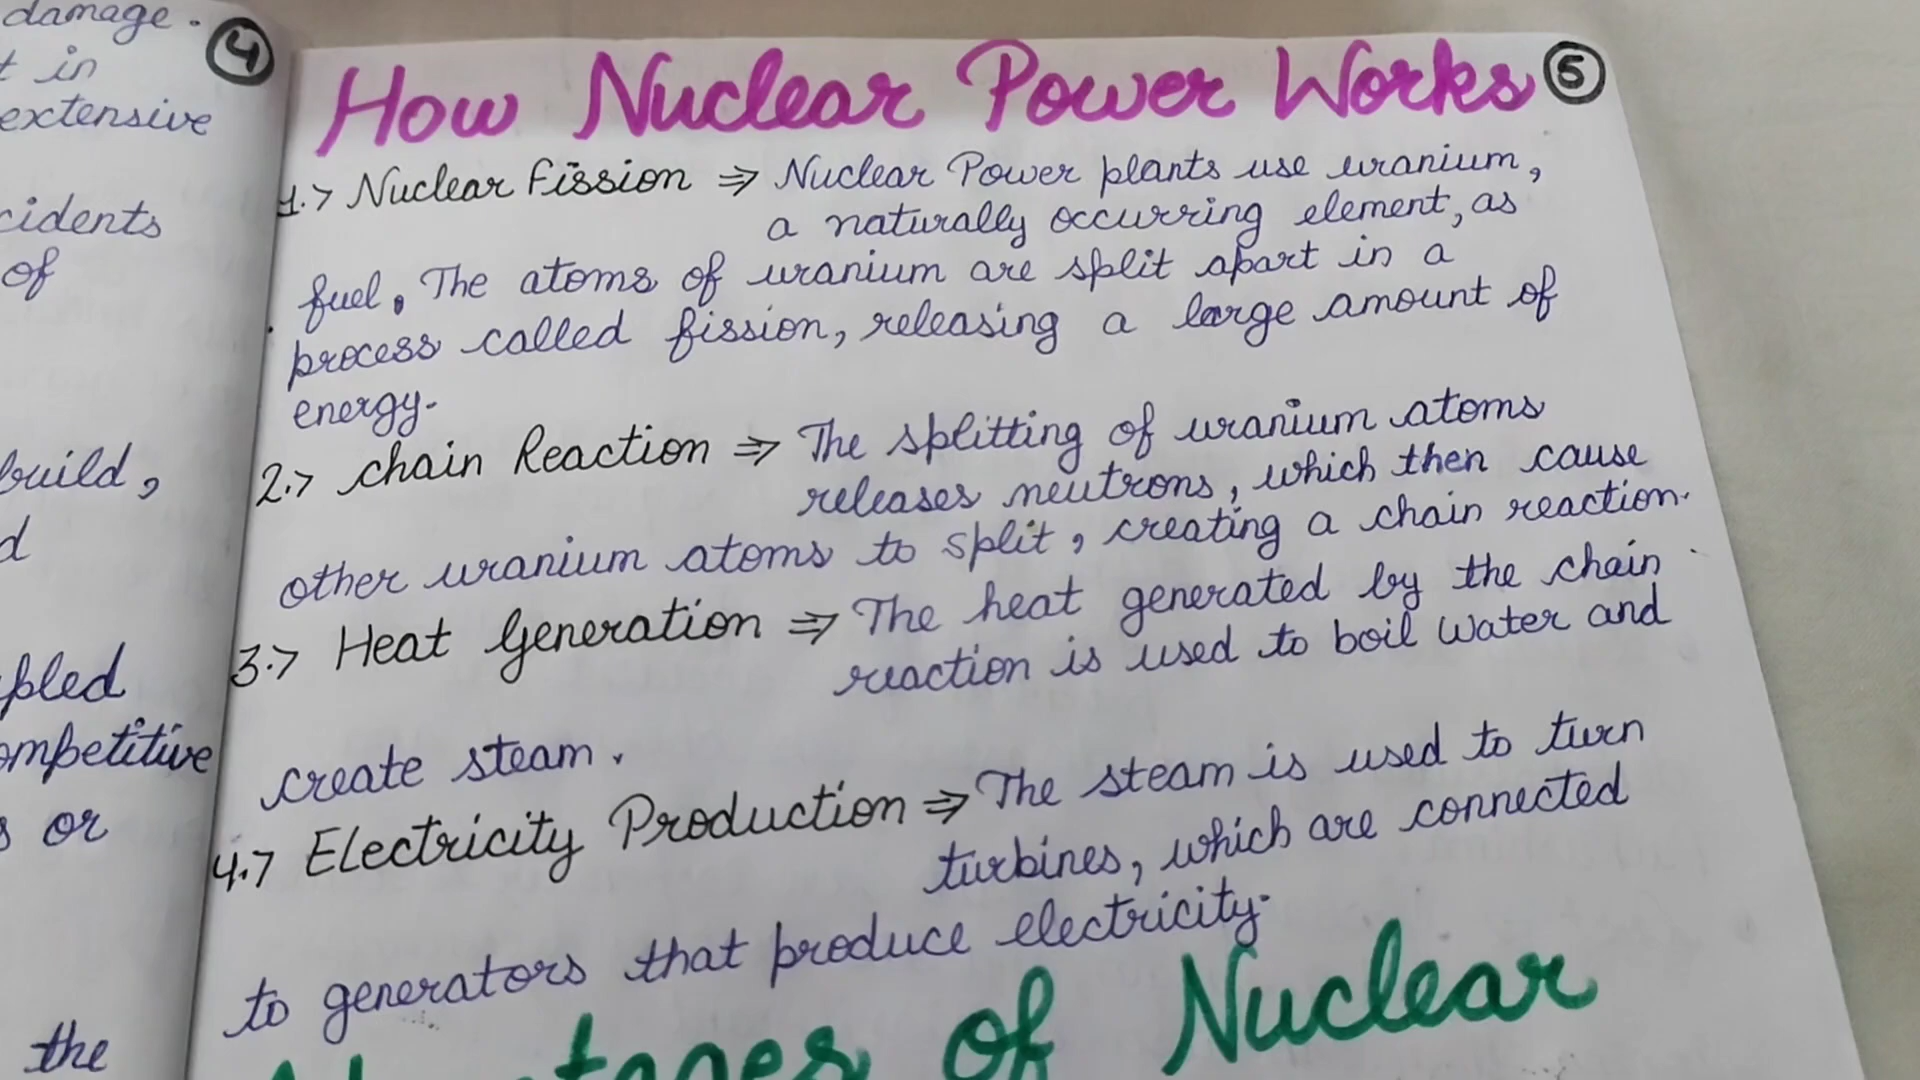 damage.
t in
extensive
cidents
of
build,
d
pled
ompetitive
s or
the
4
How Nuclear Power Works 5
1.> Nuclear Fission ⇒ Nuclear Power plants use uranium,
a naturally occurring element, as
fuel. The atoms of uranium are split apart in a
process called fission, releasing a large amount of
energy.
2.> chain Reaction ⇒ The splitting of uranium atoms
releases neutrons, which then cause
other uranium atoms to split, creating a chain reaction.
3.> Heat Generation ⇒ The heat generated by the chain
reaction is used to boil water and
create steam.
4.> Electricity Production ⇒ The steam is used to turn
turbines, which are connected
to generators that produce electricity.
of Nuclear